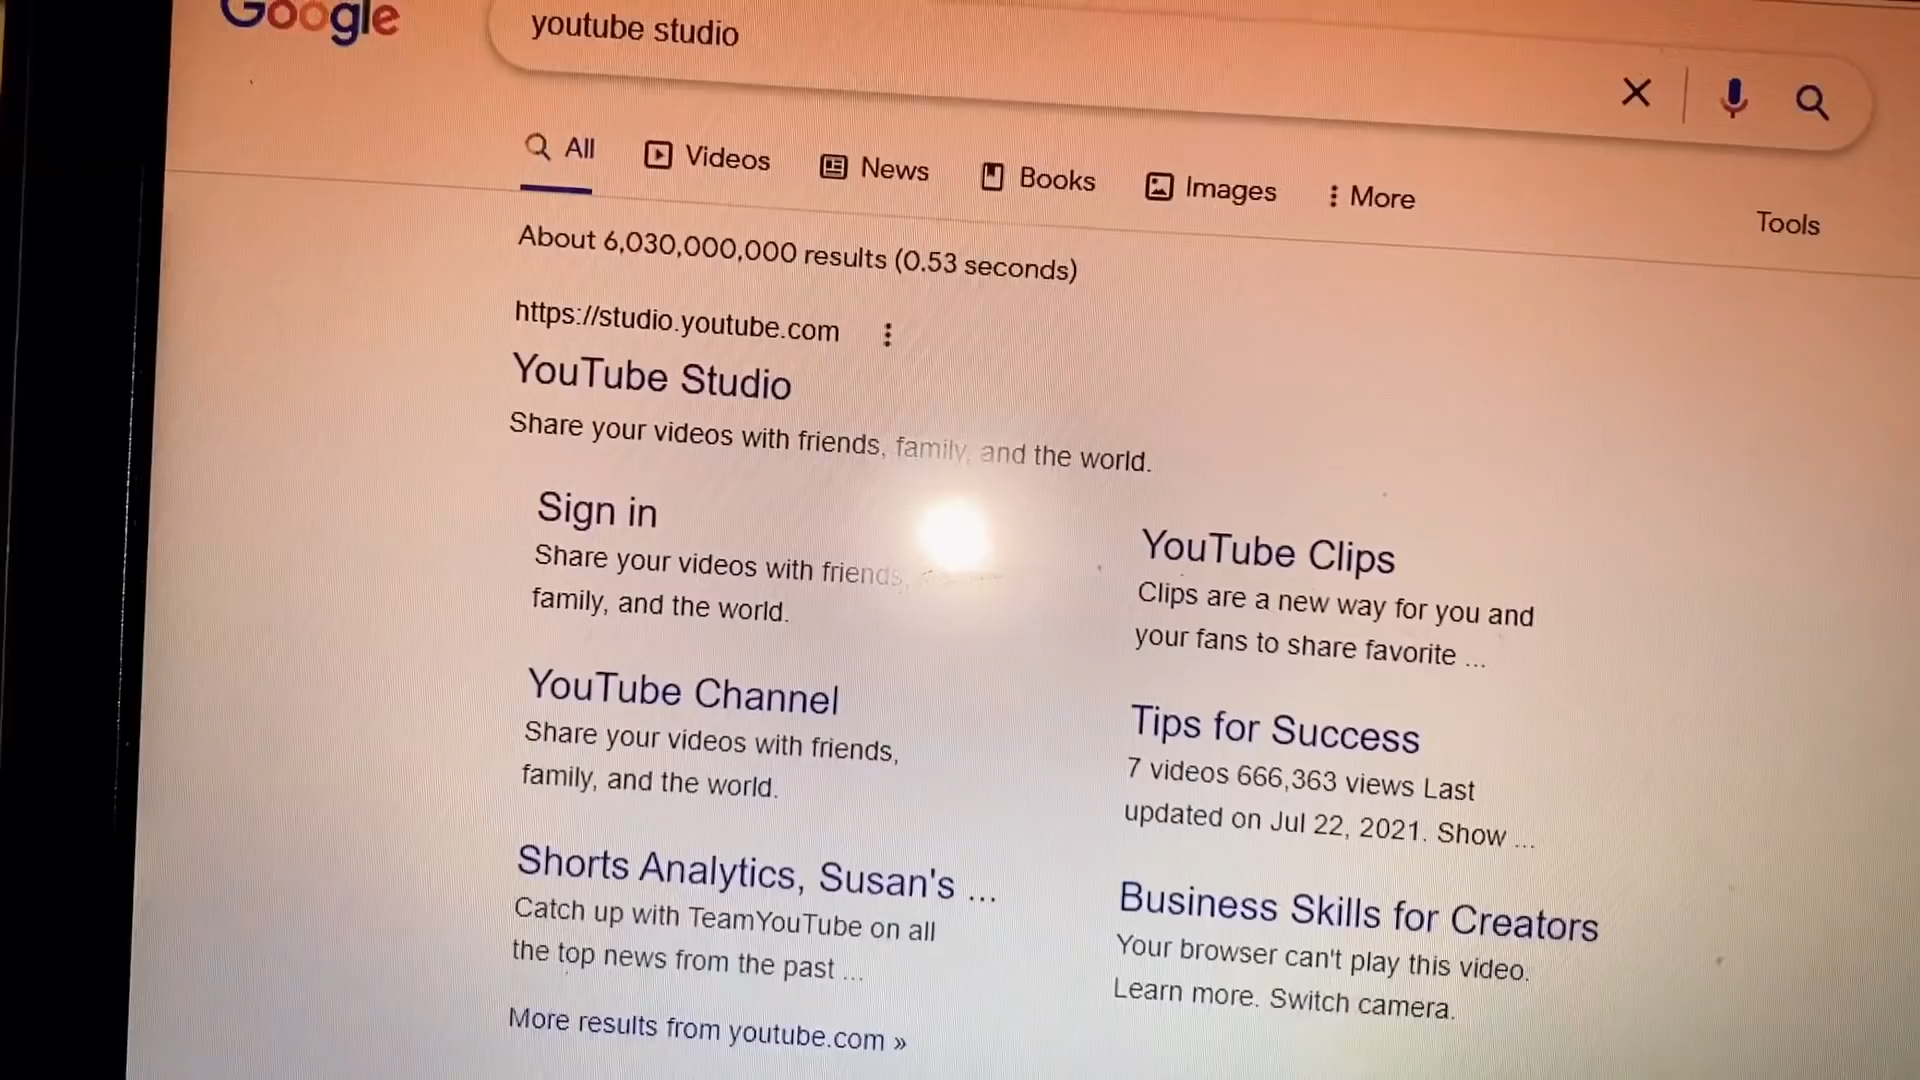 Google
youtube studio
All Videos News Books Images More
Tools
About 6,030,000,000 results (0.53 seconds)
https://studio.youtube.com
YouTube Studio
Share your videos with friends, family, and the world.
Sign in
Share your videos with friends,
family, and the world.
YouTube Channel
Share your videos with friends,
family, and the world.
Shorts Analytics, Susan's ...
Catch up with TeamYouTube on all
the top news from the past ...
More results from youtube.com »
YouTube Clips
Clips are a new way for you and
your fans to share favorite ...
Tips for Success
7 videos 666,363 views Last
updated on Jul 22, 2021. Show ...
Business Skills for Creators
Your browser can't play this video.
Learn more. Switch camera.